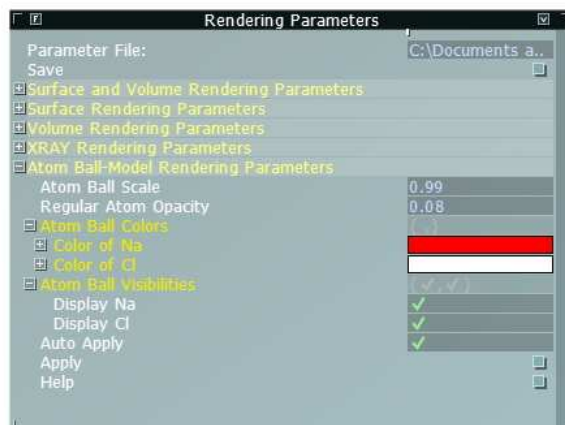 Rendering Parameters
Parameter File: C:\Documents a..
Save
Surface and Volume Rendering Parameters
Surface Rendering Parameters
Volume Rendering Parameters
XRAY Rendering Parameters
Atom Ball-Model Rendering Parameters
Atom Ball Scale 0.99
Regular Atom Opacity 0.08
Atom Ball Colors
Color of Na
Color of Cl
Atom Ball Visibilities (✓,✓)
Display Na ✓
Display Cl ✓
Auto Apply ✓
Apply
Help